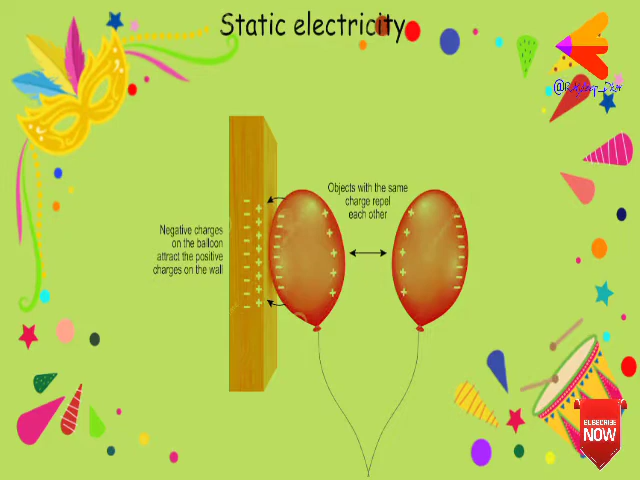 Static electricity
Objects with the same
charge repel
each other
Negative charges
on the balloon
attract the positive
charges on the wall
SUBSCRIBE
NOW